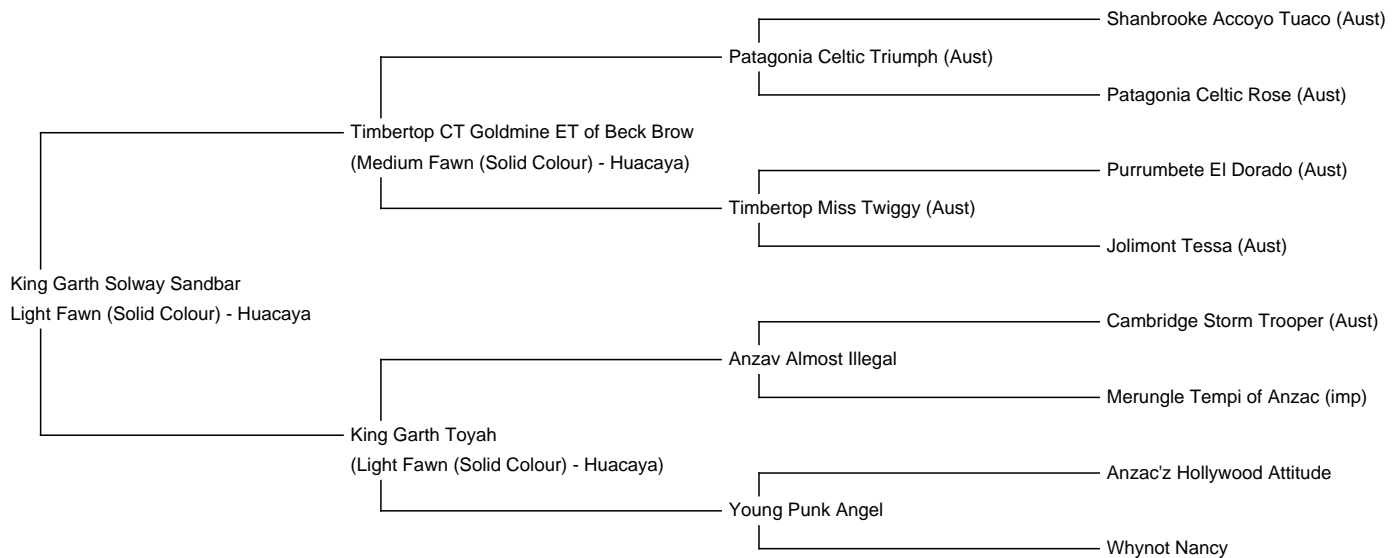 Shanbrooke Accoyo Tuaco (Aust)
Patagonia Celtic Triumph (Aust)
Patagonia Celtic Rose (Aust)
Timbertop CT Goldmine ET of Beck Brow
(Medium Fawn (Solid Colour) - Huacaya)
Purrumbete El Dorado (Aust)
Timbertop Miss Twiggy (Aust)
Jolimont Tessa (Aust)
King Garth Solway Sandbar
Light Fawn (Solid Colour) - Huacaya
Cambridge Storm Trooper (Aust)
Anzav Almost Illegal
Merungle Tempi of Anzac (imp)
King Garth Toyah
(Light Fawn (Solid Colour) - Huacaya)
Anzac'z Hollywood Attitude
Young Punk Angel
Whynot Nancy